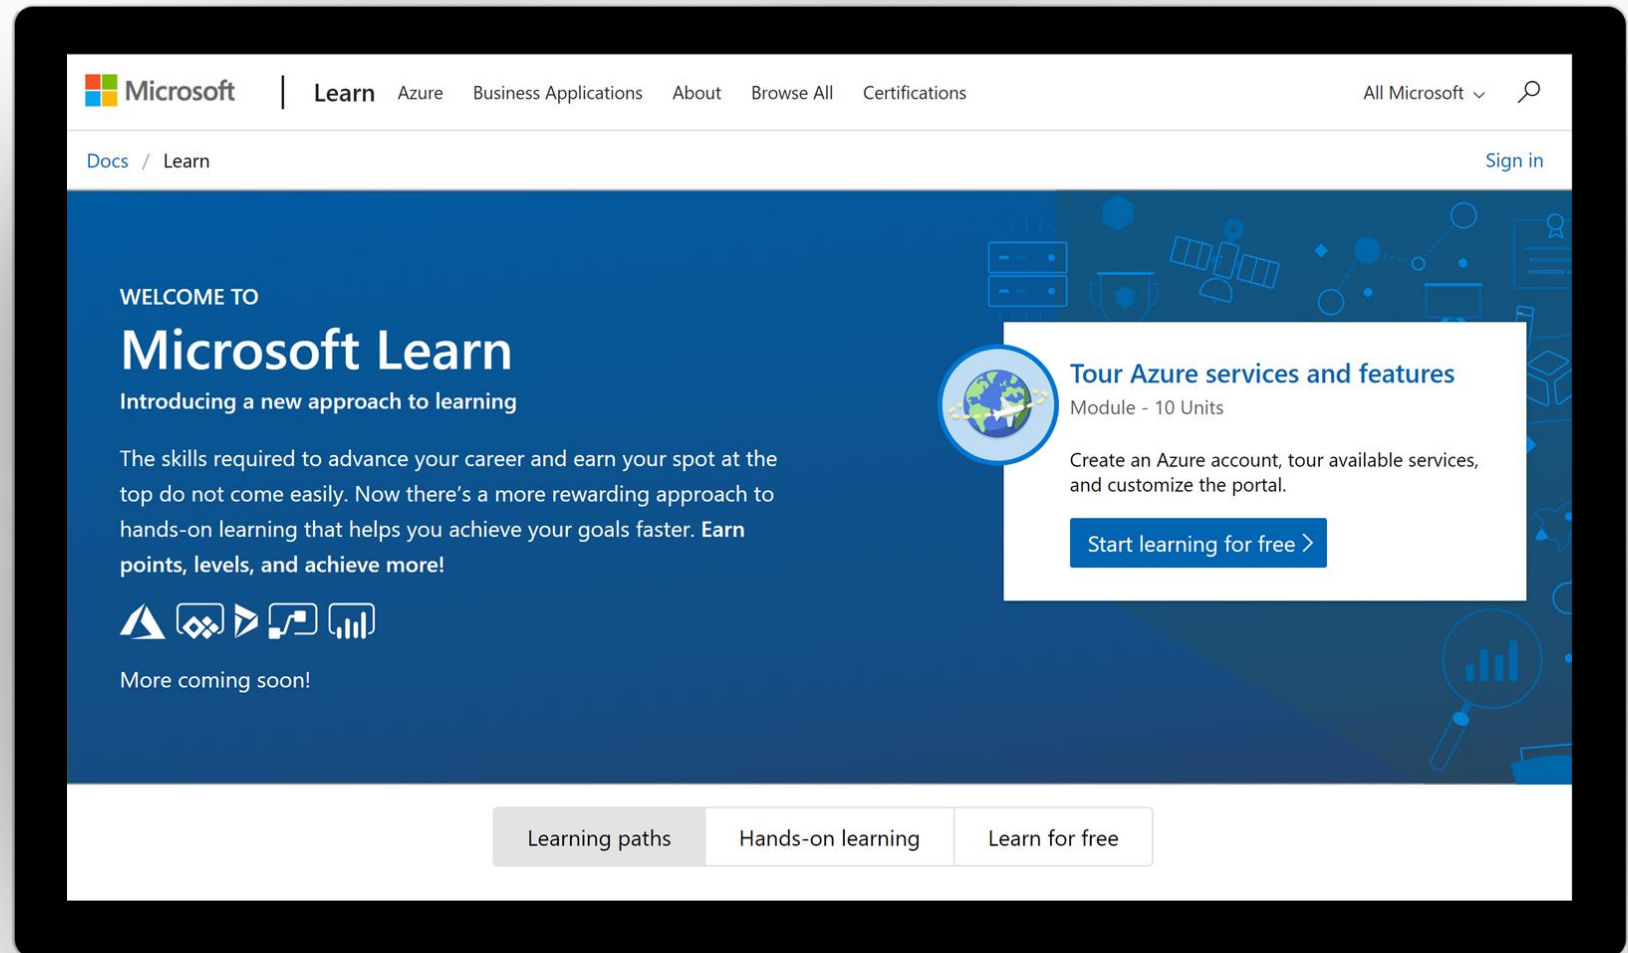 Microsoft | Learn Azure Business Applications About Browse All Certifications All Microsoft
Docs / Learn Sign in
WELCOME TO
Microsoft Learn
Introducing a new approach to learning
The skills required to advance your career and earn your spot at the
top do not come easily. Now there's a more rewarding approach to
hands-on learning that helps you achieve your goals faster. Earn
points, levels, and achieve more!
More coming soon!
Tour Azure services and features
Module - 10 Units
Create an Azure account, tour available services,
and customize the portal.
Start learning for free >
Learning paths Hands-on learning Learn for free